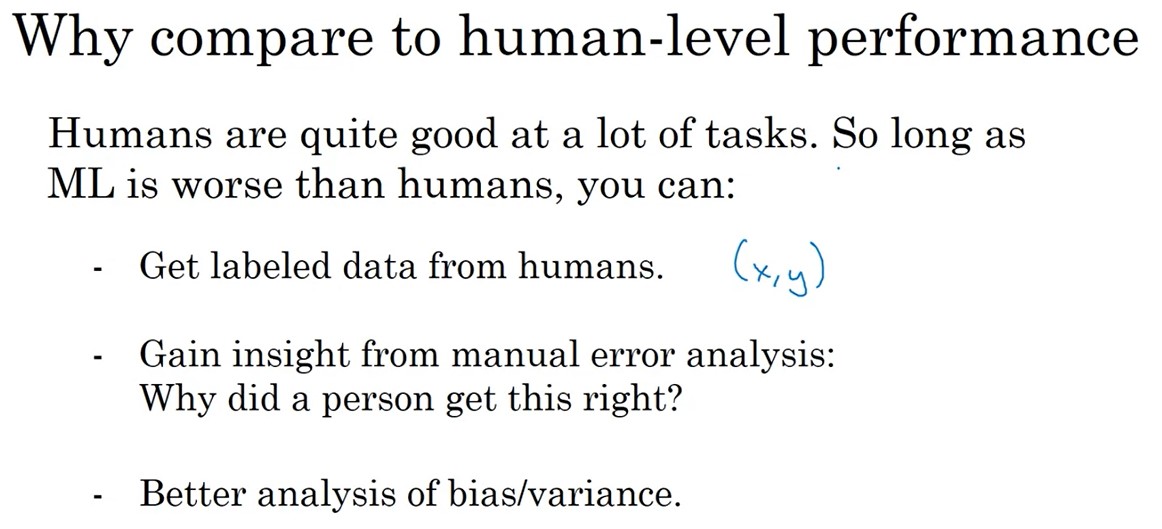 Why compare to human-level performance
Humans are quite good at a lot of tasks. So long as
ML is worse than humans, you can:
- Get labeled data from humans. (x,y)
- Gain insight from manual error analysis:
Why did a person get this right?
- Better analysis of bias/variance.